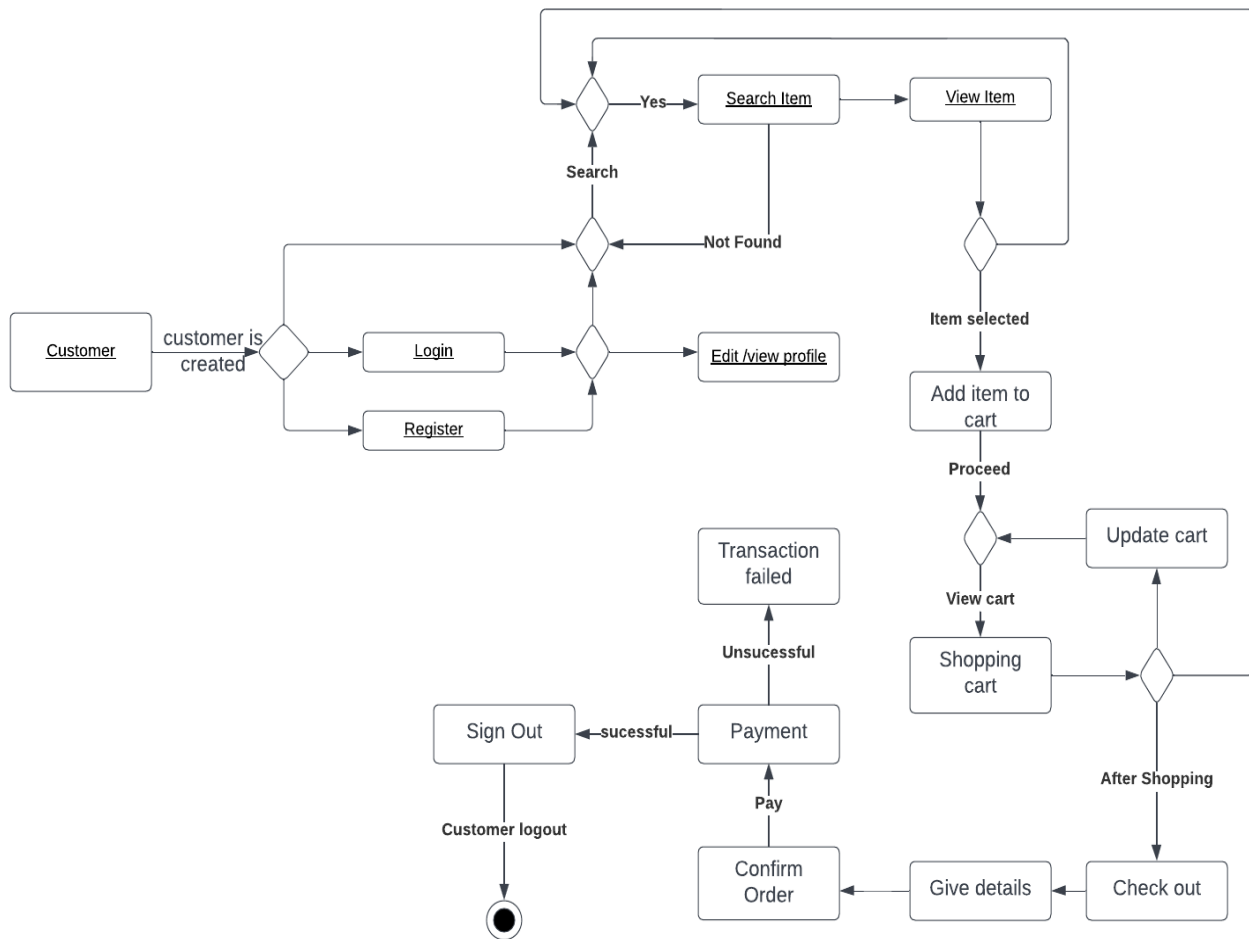 Yes
Search Item
View Item
Search
Not Found
Item selected
Customer
customer is
created
Login
Edit /view profile
Register
Add item to
cart
Proceed
Update cart
Transaction
failed
View cart
Unsucessful
Shopping
cart
Sign Out
sucessful
Payment
After Shopping
Pay
Customer logout
Confirm
Order
Give details
Check out